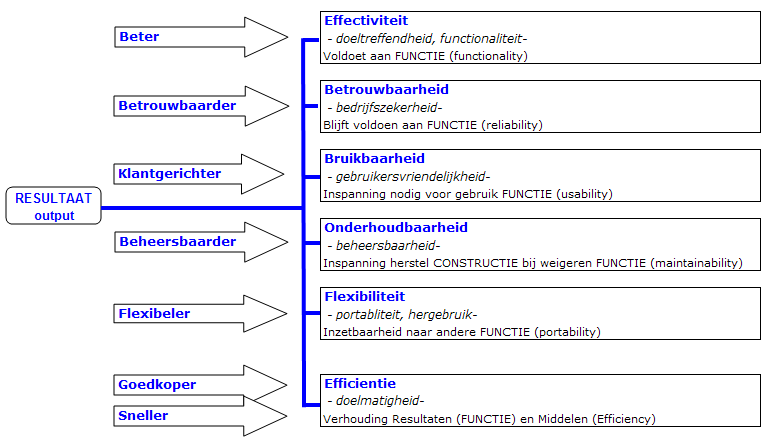 Beter
Effectiviteit
- doeltreffendheid, functionaliteit-
Voldoet aan FUNCTIE (functionality)
Betrouwbaarder
Betrouwbaarheid
- bedrijfszekerheid-
Blijft voldoen aan FUNCTIE (reliability)
Klantgerichter
Bruikbaarheid
- gebruikersvriendelijkheid-
Inspanning nodig voor gebruik FUNCTIE (usability)
RESULTAAT
output
Beheersbaarder
Onderhoudbaarheid
- beheersbaarheid-
Inspanning herstel CONSTRUCTIE bij weigeren FUNCTIE (maintainability)
Flexibeler
Flexibiliteit
- portabliteit, hergebruik-
Inzetbaarheid naar andere FUNCTIE (portability)
Goedkoper
Sneller
Efficientie
- doelmatigheid-
Verhouding Resultaten (FUNCTIE) en Middelen (Efficiency)